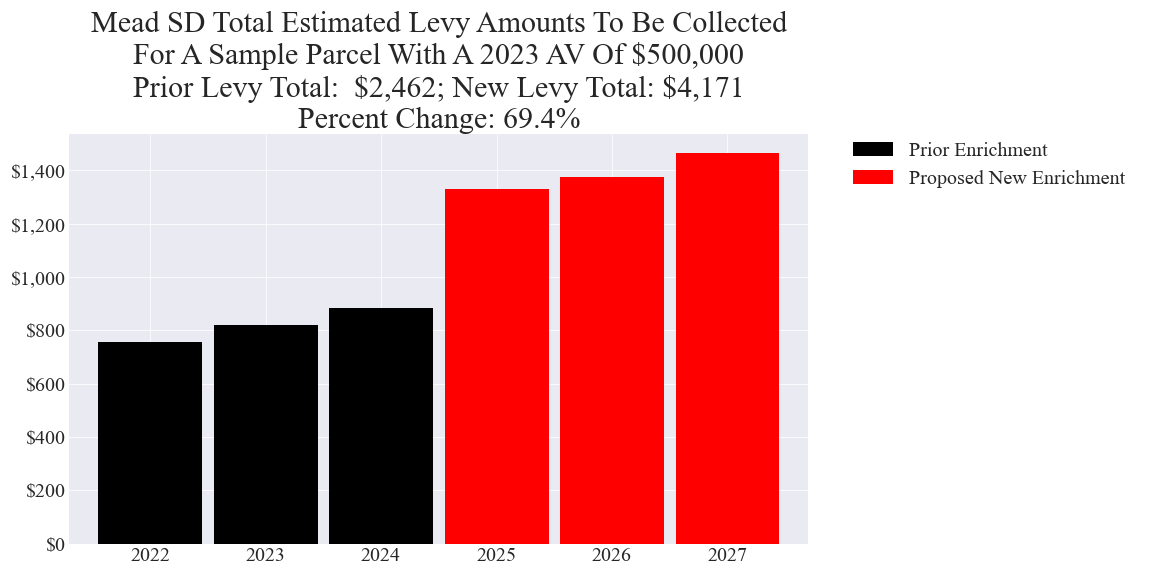 Mead SD Total Estimated Levy Amounts To Be Collected
For A Sample Parcel With A 2023 AV Of $500,000
Prior Levy Total:  $2,462; New Levy Total: $4,171
Percent Change: 69.4%
Prior Enrichment
Proposed New Enrichment
$1,400
$1,200
$1,000
$800
$600
$400
$200
$0
2022 2023 2024 2025 2026 2027